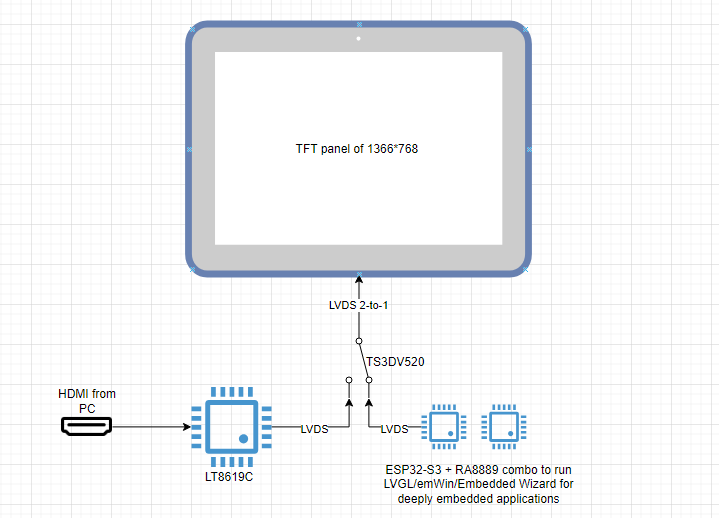 TFT panel of 1366*768
LVDS 2-to-1
TS3DV520
HDMI from
PC
LVDS
LVDS
LT8619C
ESP32-S3 + RA8889 combo to run
LVGL/emWin/Embedded Wizard for
deeply embedded applications